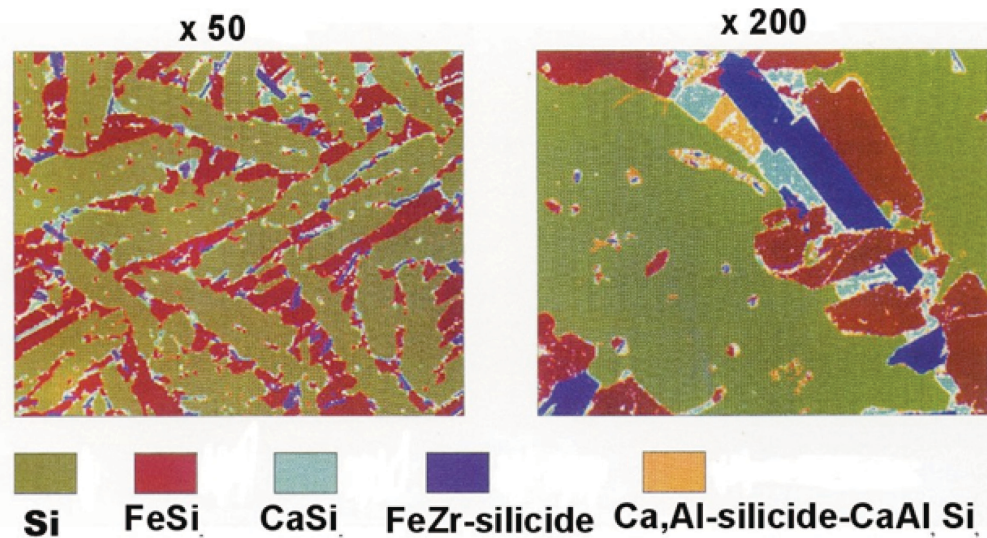 x 50
x 200
Si
FeSi
CaSi
FeZr-silicide
Ca,Al-silicide-CaAl Si